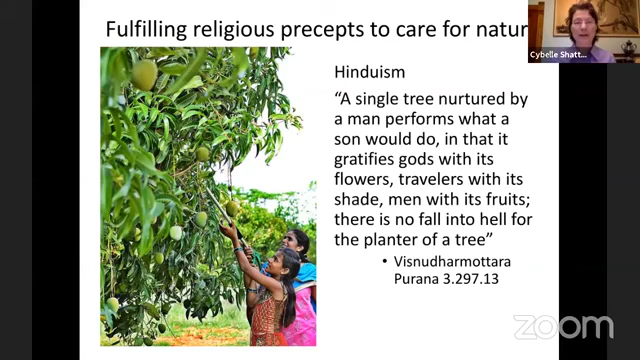 Fulfilling religious precepts to care for natur
Cybelle Shatt...
Hinduism
“A single tree nurtured by
a man performs what a
son would do, in that it
gratifies gods with its
flowers, travelers with its
shade, men with its fruits;
there is no fall into hell for
the planter of a tree”
• Visnudharmottara
Purana 3.297.13
zoom